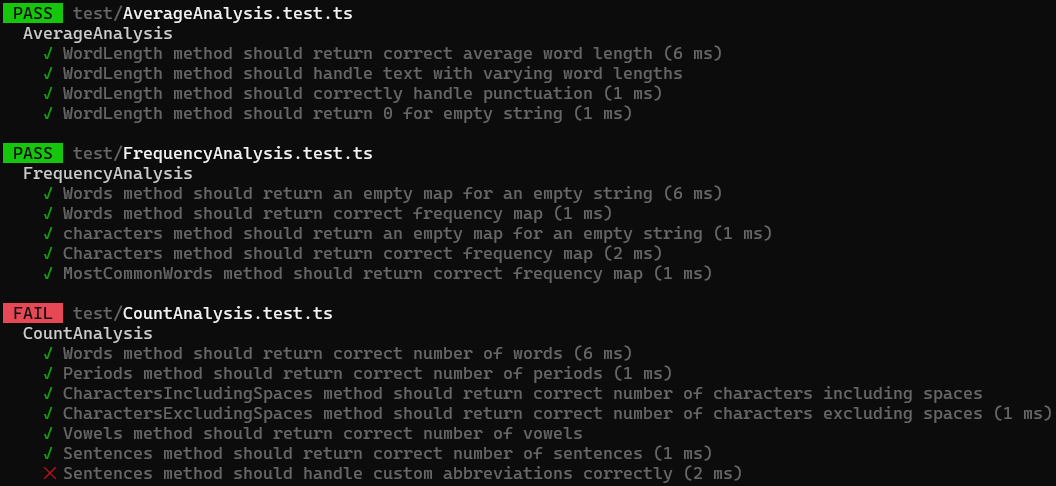 PASS test/AverageAnalysis.test.ts
AverageAnalysis
√ WordLength method should return correct average word length (6 ms)
√ WordLength method should handle text with varying word lengths
√ WordLength method should correctly handle punctuation (1 ms)
√ WordLength method should return 0 for empty string (1 ms)
PASS test/FrequencyAnalysis.test.ts
FrequencyAnalysis
√ Words method should return an empty map for an empty string (6 ms)
√ Words method should return correct frequency map (1 ms)
√ characters method should return an empty map for an empty string (1 ms)
√ Characters method should return correct frequency map (2 ms)
√ MostCommonWords method should return correct frequency map (1 ms)
FAIL test/CountAnalysis.test.ts
CountAnalysis
√ Words method should return correct number of words (6 ms)
√ Periods method should return correct number of periods (1 ms)
√ CharactersIncludingSpaces method should return correct number of characters including spaces
√ CharactersExcludingSpaces method should return correct number of characters excluding spaces (1 ms)
√ Vowels method should return correct number of vowels
√ Sentences method should return correct number of sentences (1 ms)
× Sentences method should handle custom abbreviations correctly (2 ms)